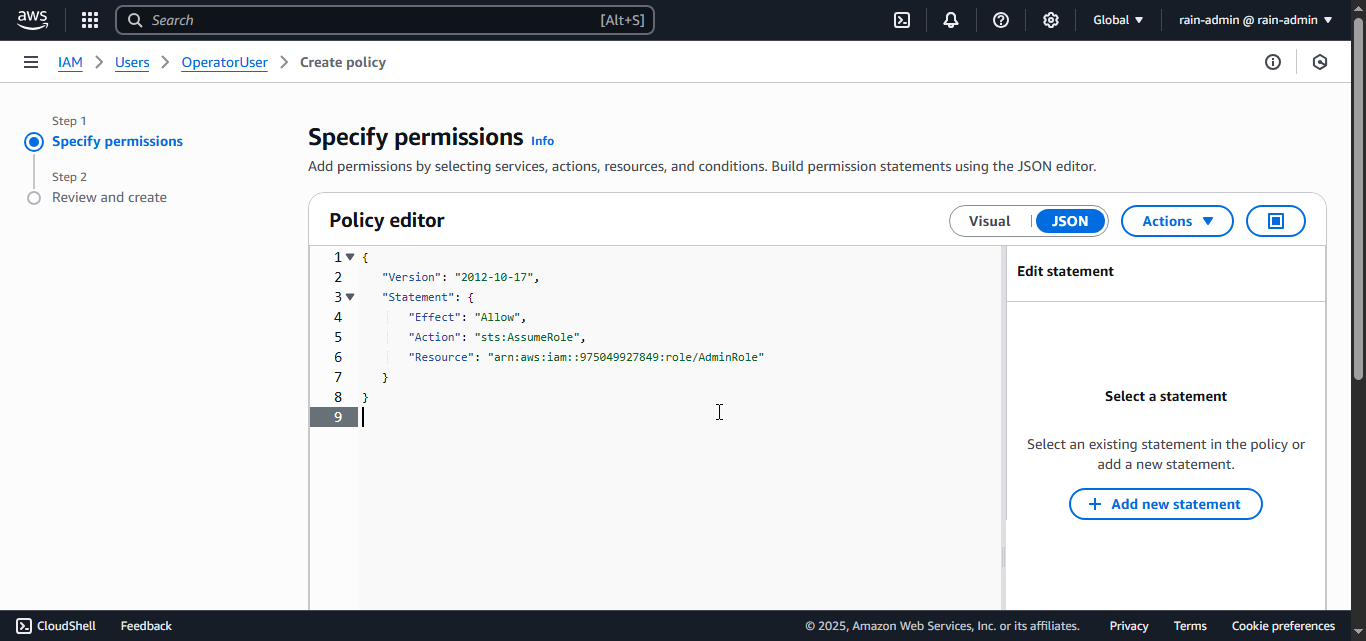 aws
Search [Alt+S]
Global
rain-admin @ rain-admin
IAM
Users
OperatorUser
Create policy
Step 1
Specify permissions
Step 2
Review and create
Specify permissions Info
Add permissions by selecting services, actions, resources, and conditions. Build permission statements using the JSON editor.
Policy editor
Visual
JSON
Actions
1 {
2 "Version": "2012-10-17",
3 "Statement": {
4 "Effect": "Allow",
5 "Action": "sts:AssumeRole",
6 "Resource": "arn:aws:iam::975049927849:role/AdminRole"
7 }
8 }
9
Edit statement
Select a statement
Select an existing statement in the policy or
add a new statement.
+ Add new statement
CloudShell
Feedback
© 2025, Amazon Web Services, Inc. or its affiliates.
Privacy
Terms
Cookie preferences